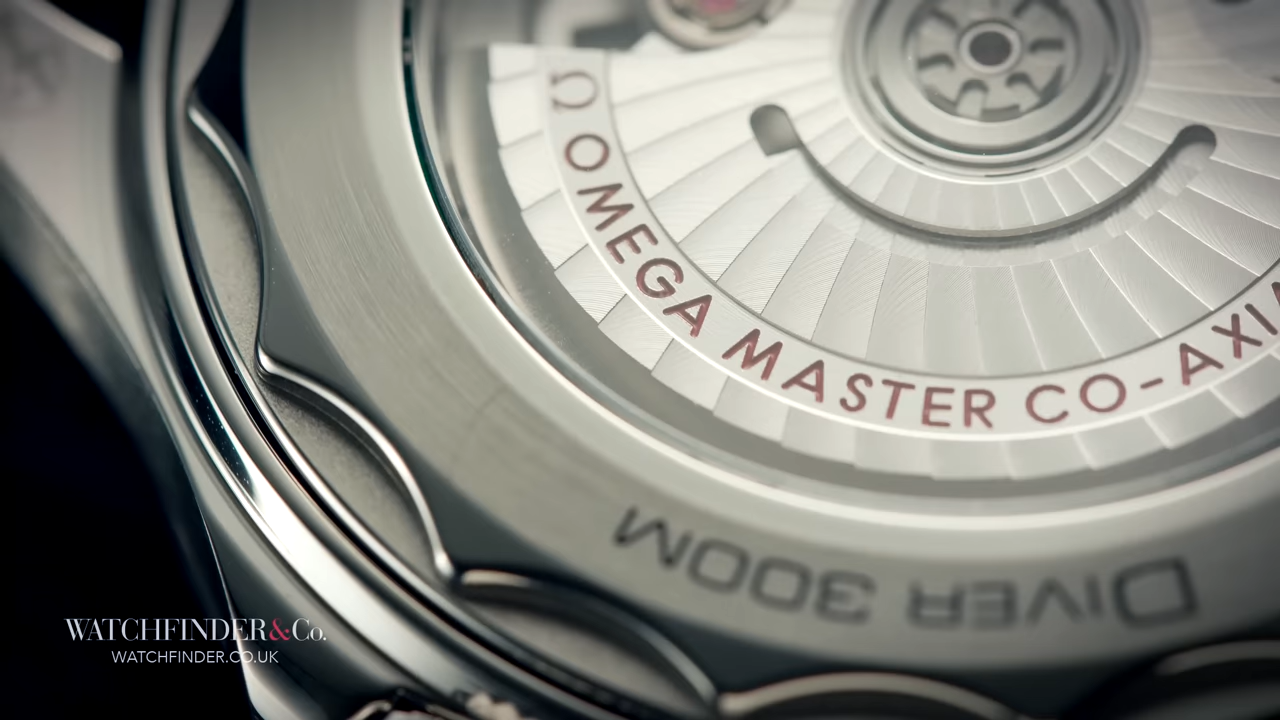 Ω OMEGA MASTER CO-AXIA
DIVER 300M
WATCHFINDER&Co.
WATCHFINDER.CO.UK